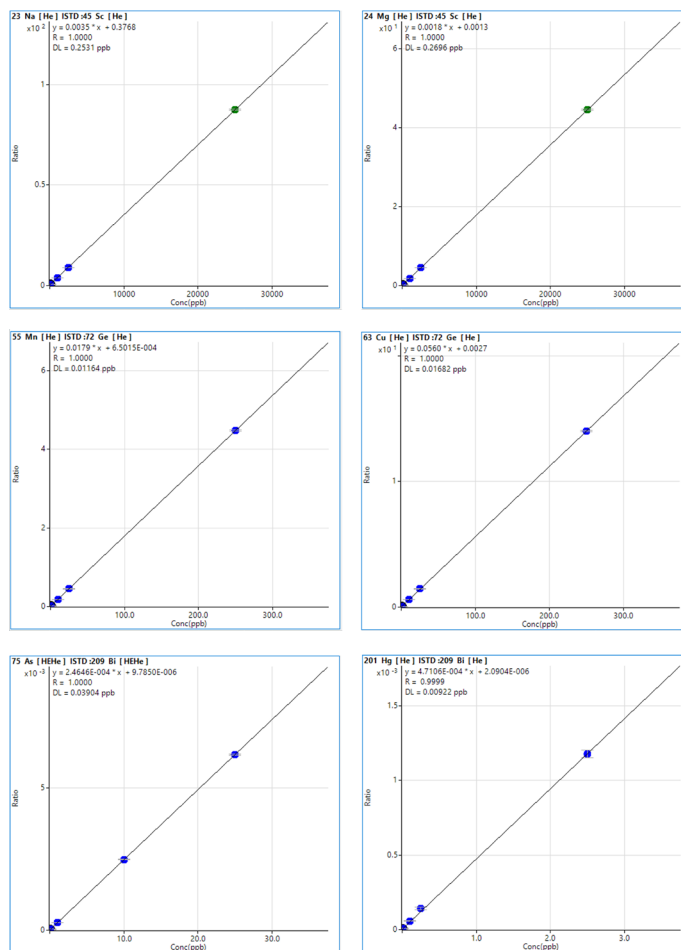 23 Na [He] ISTD:45 Sc [He]
x10 2 y = 0.0035 * x + 0.3768
R = 1.0000
DL = 0.2531 ppb
1
0.5
0
Ratio
10000 20000 30000
Conc(ppb)
24 Mg [He] ISTD:45 Sc [He]
x10 1 y = 0.0018 * x + 0.0013
R = 1.0000
DL = 0.2696 ppb
6
4
2
0
Ratio
10000 20000 30000
Conc(ppb)
55 Mn [He] ISTD:72 Ge [He]
y = 0.0179 * x + 6.5015E-004
R = 1.0000
DL = 0.01164 ppb
6
4
2
0
Ratio
100.0 200.0 300.0
Conc(ppb)
63 Cu [He] ISTD:72 Ge [He]
x10 1 y = 0.0560 * x + 0.0027
R = 1.0000
DL = 0.01682 ppb
1
0
Ratio
100.0 200.0 300.0
Conc(ppb)
75 As [HEHe] ISTD:209 Bi [HEHe]
x10 -3 y = 2.4646E-004 * x + 9.7850E-006
R = 1.0000
DL = 0.03904 ppb
5
0
Ratio
10.0 20.0 30.0
Conc(ppb)
201 Hg [He] ISTD:209 Bi [He]
x10 -3 y = 4.7106E-004 * x + 2.0904E-006
R = 0.9999
DL = 0.00922 ppb
1.5
1
0.5
0
Ratio
1.0 2.0 3.0
Conc(ppb)